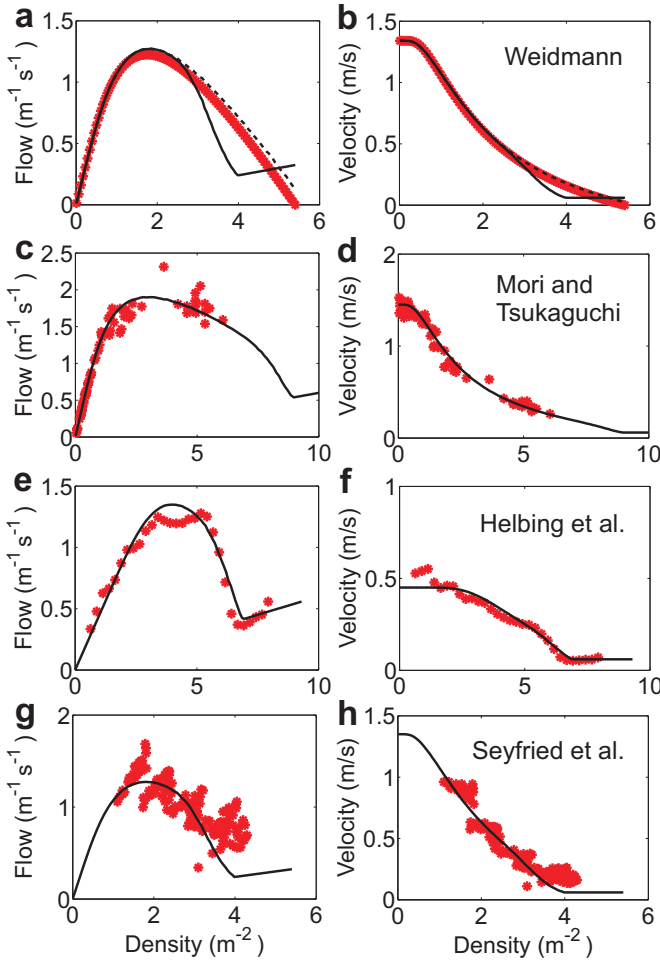 a
Flow (m⁻¹ s⁻¹)
1.5
1
0.5
0
0 2 4 6
b
Weidmann
Velocity (m/s)
1.5
1
0.5
0
0 2 4 6
c
Flow (m⁻¹ s⁻¹)
2.5
2
1.5
1
0.5
0
0 5 10
d
Mori and
Tsukaguchi
Velocity (m/s)
2
1
0
0 5 10
e
Flow (m⁻¹ s⁻¹)
1.5
1
0.5
0
0 5 10
f
Helbing et al.
Velocity (m/s)
1
0.5
0
0 5 10
g
Flow (m⁻¹ s⁻¹)
2
1
0
0 2 4 6
Density (m⁻²)
h
Seyfried et al.
Velocity (m/s)
1.5
1
0.5
0
0 2 4 6
Density (m⁻²)